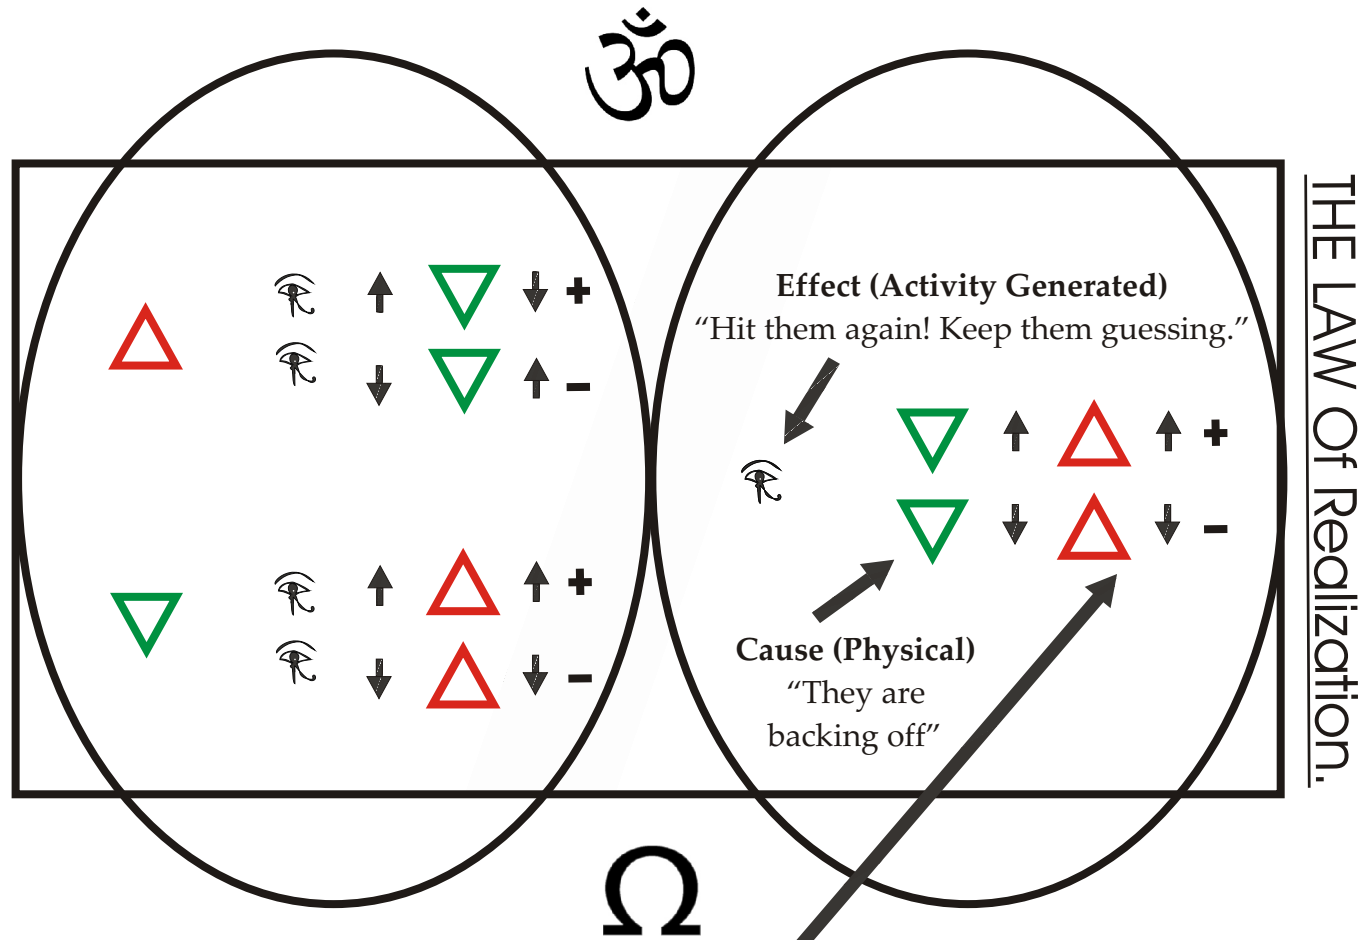 ॐ
+
−
Effect (Activity Generated)
“Hit them again! Keep them guessing.”
+
−
+
−
Cause (Physical)
“They are
backing off”
Ω
THE LAW Of Realization.